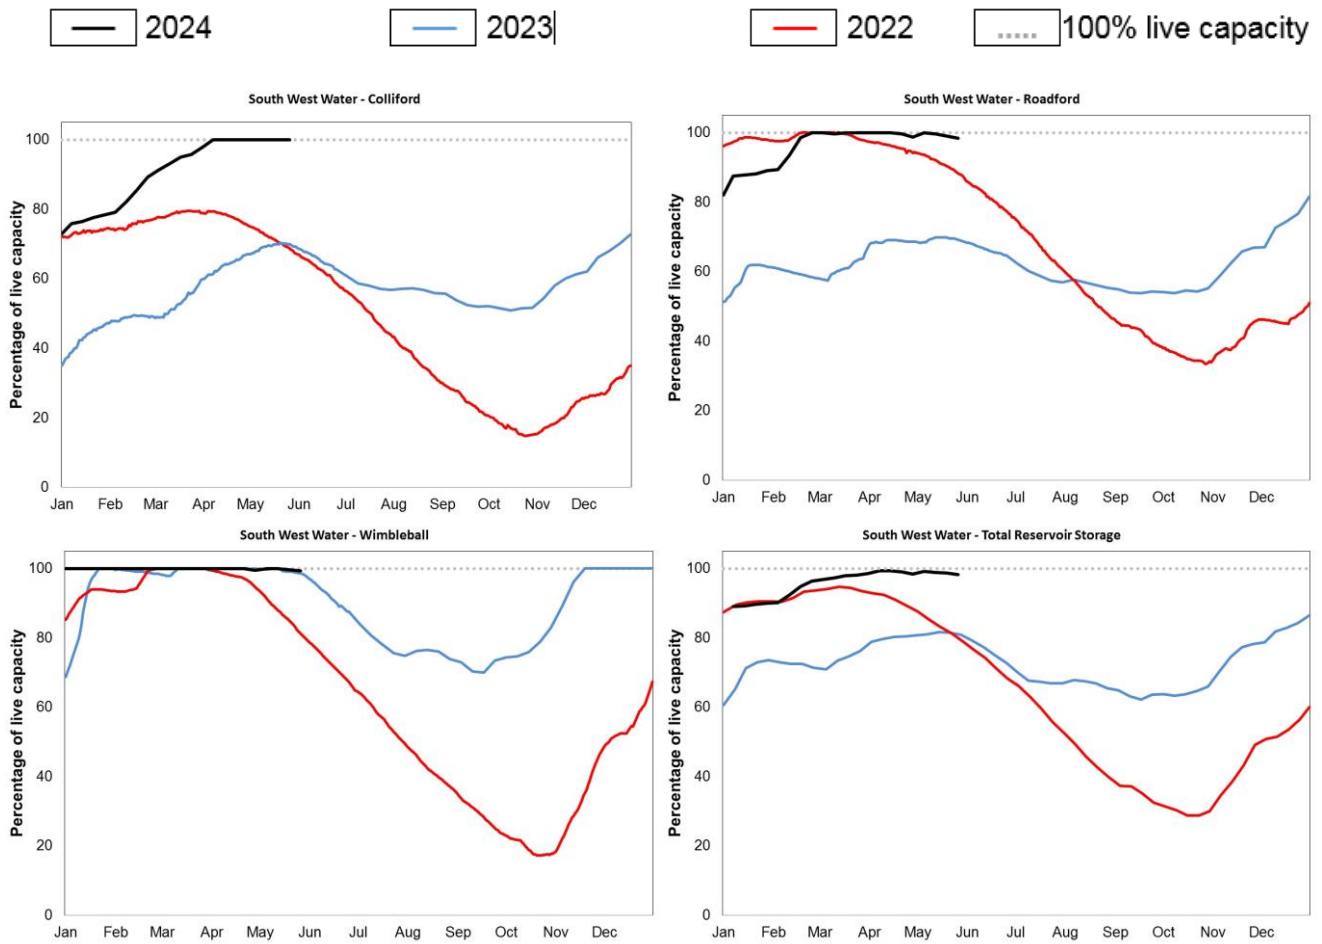 2024 2023 2022 100% live capacity
South West Water - Colliford
Percentage of live capacity
100
80
60
40
20
0
Jan Feb Mar Apr May Jun Jul Aug Sep Oct Nov Dec
South West Water - Roadford
Percentage of live capacity
100
80
60
40
20
0
Jan Feb Mar Apr May Jun Jul Aug Sep Oct Nov Dec
South West Water - Wimbleball
Percentage of live capacity
100
80
60
40
20
0
Jan Feb Mar Apr May Jun Jul Aug Sep Oct Nov Dec
South West Water - Total Reservoir Storage
Percentage of live capacity
100
80
60
40
20
0
Jan Feb Mar Apr May Jun Jul Aug Sep Oct Nov Dec